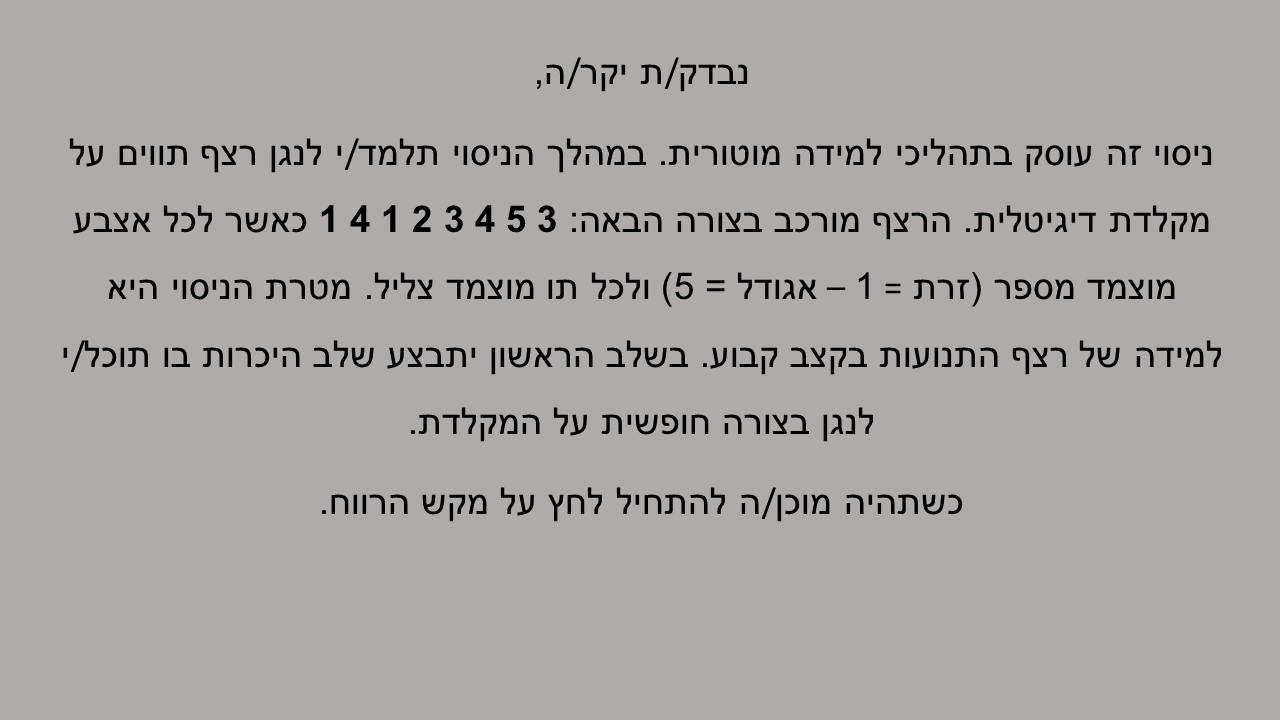 נבדק/ת יקר/ה,
ניסוי זה עוסק בתהליכי למידה מוטורית. במהלך הניסוי תלמד/י לנגן רצף תווים על
מקלדת דיגיטלית. הרצף מורכב בצורה הבאה: 1 4 1 2 3 4 5 3 כאשר לכל אצבע
מוצמד מספר (זרת = 1 – אגודל = 5) ולכל תו מוצמד צליל. מטרת הניסוי היא
למידה של רצף התנועות בקצב קבוע. בשלב הראשון יתבצע שלב היכרות בו תוכל/י
לנגן בצורה חופשית על המקלדת.
כשתהיה מוכן/ה להתחיל לחץ על מקש הרווח.